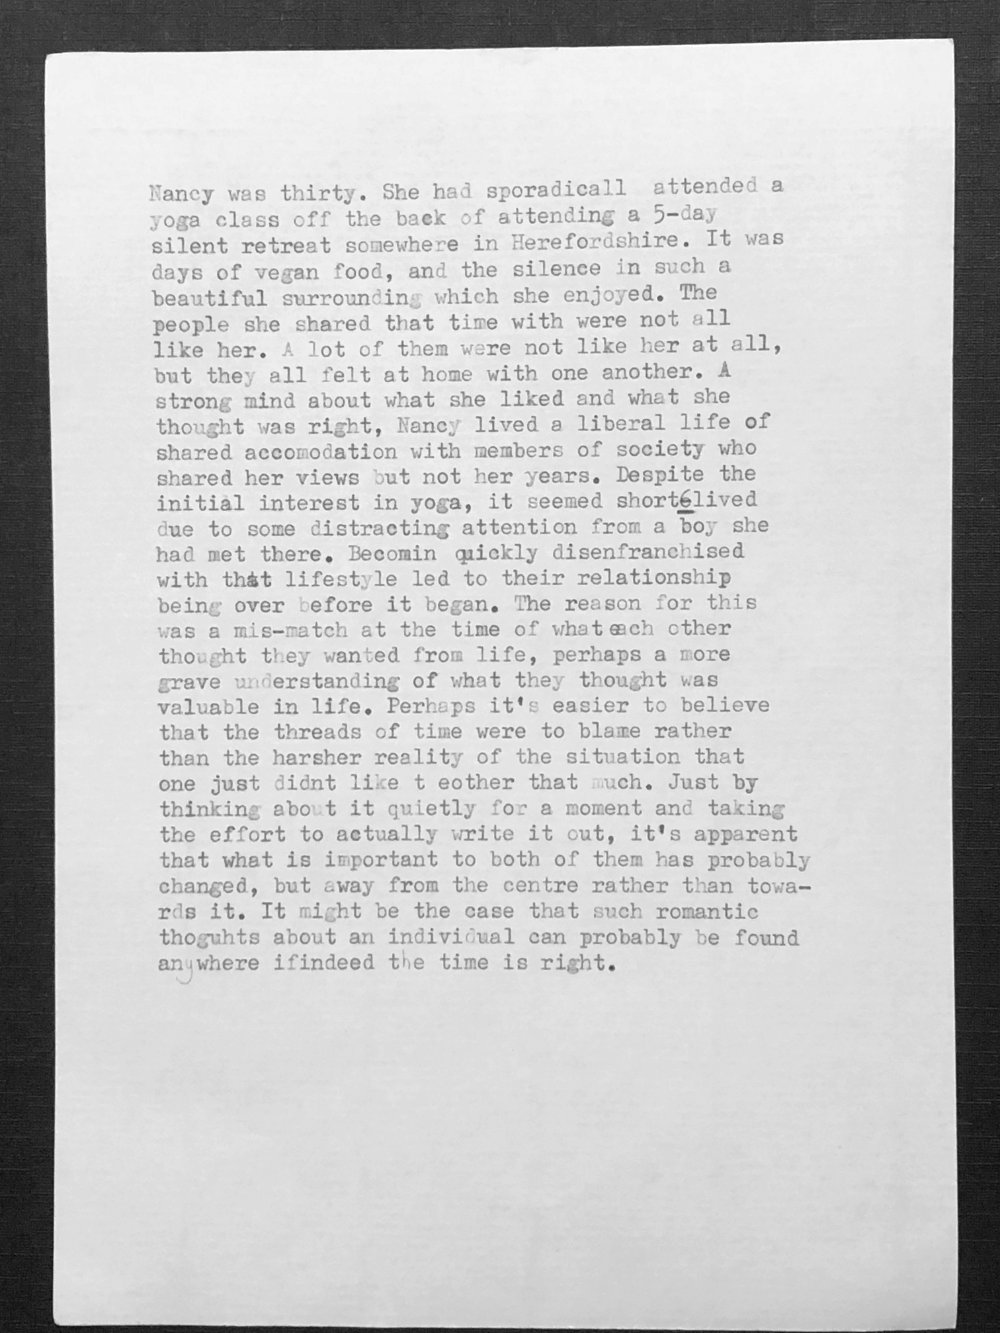 Nancy was thirty. She had sporadicall  attended a
yoga class off the back of attending a 5-day
silent retreat somewhere in Herefordshire. It was
days of vegan food, and the silence in such a
beautiful surrounding which she enjoyed. The
people she shared that time with were not all
like her. A lot of them were not like her at all,
but they all felt at home with one another. A
strong mind about what she liked and what she
thought was right, Nancy lived a liberal life of
shared accomodation with members of society who
shared her views but not her years. Despite the
initial interest in yoga, it seemed short-lived
due to some distracting attention from a boy she
had met there. Becomin quickly disenfranchised
with that lifestyle led to their relationship
being over before it began. The reason for this
was a mis-match at the time of what each other
thought they wanted from life, perhaps a more
grave understanding of what they thought was
valuable in life. Perhaps it's easier to believe
that the threads of time were to blame rather
than the harsher reality of the situation that
one just didnt like t eother that much. Just by
thinking about it quietly for a moment and taking
the effort to actually write it out, it's apparent
that what is important to both of them has probably
changed, but away from the centre rather than towa-
rds it. It might be the case that such romantic
thoguhts about an individual can probably be found
anywhere ifindeed the time is right.